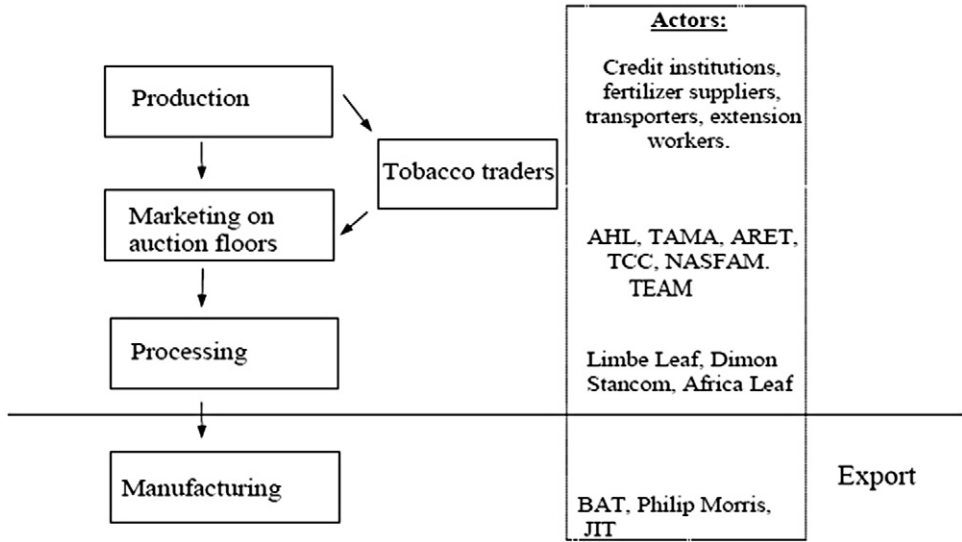 Production
Tobacco traders
Marketing on
auction floors
Processing
Manufacturing
Actors:
Credit institutions,
fertilizer suppliers,
transporters, extension
workers.
AHL, TAMA, ARET,
TCC, NASFAM.
TEAM
Limbe Leaf, Dimon
Stancom, Africa Leaf
BAT, Philip Morris,
JIT
Export